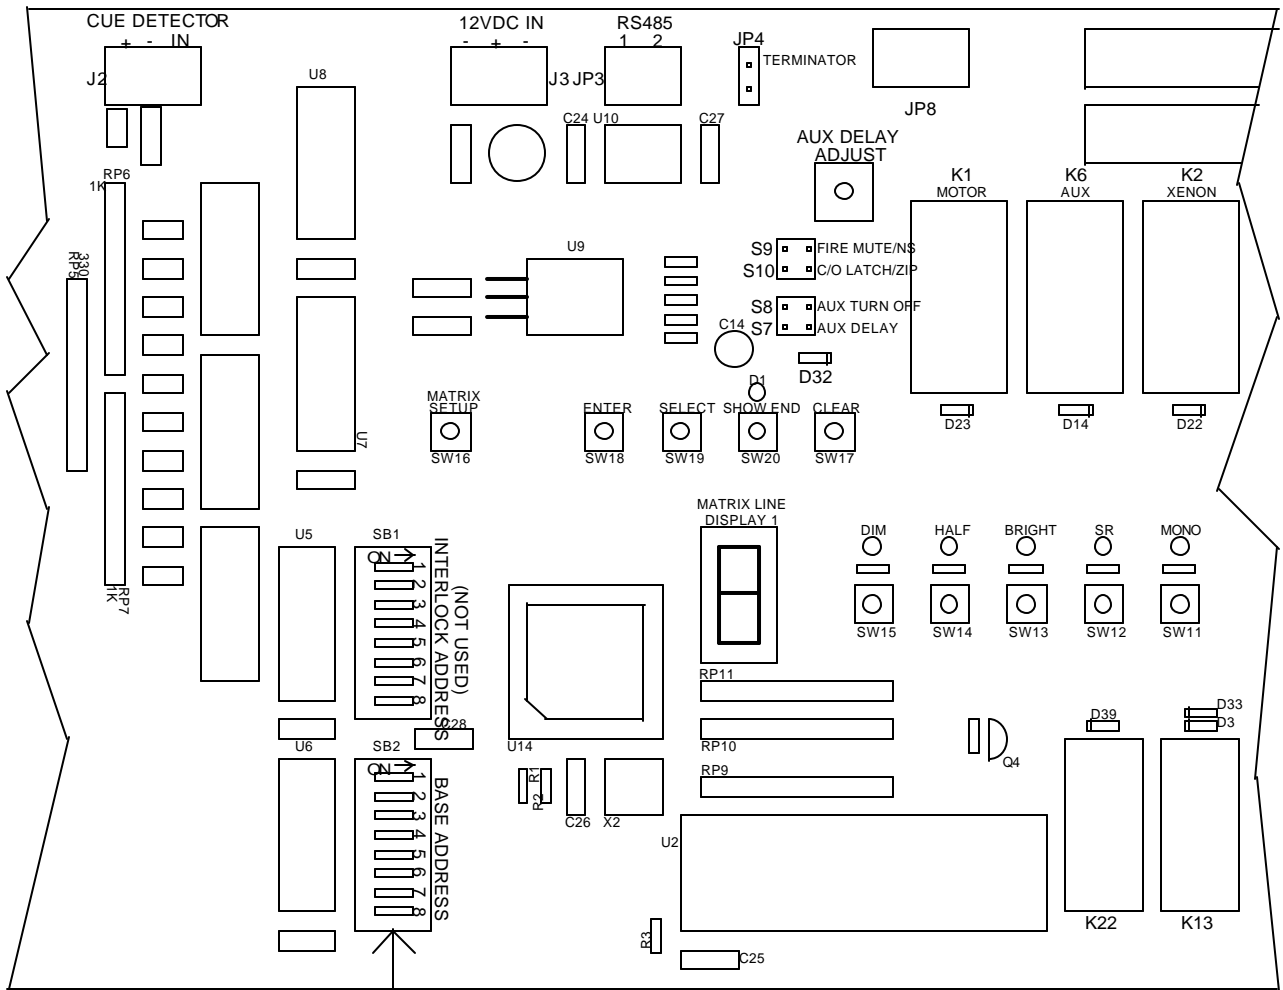 CUE DETECTOR
+ - IN
J2
12VDC IN
- + -
J3
RS485
1 2
JP3
JP4
TERMINATOR
JP8
U8
C24
U10
C27
AUX DELAY
ADJUST
K1
MOTOR
K6
AUX
K2
XENON
RP6
1K
330
RP5
U9
S9
FIRE MUTE/NS
S10
C/O LATCH/ZIP
S8
AUX TURN OFF
S7
AUX DELAY
C14
D32
D1
D23
D14
D22
MATRIX
SETUP
SW16
ENTER
SW18
SELECT
SW19
SHOW END
SW20
CLEAR
SW17
U7
MATRIX LINE
DISPLAY 1
DIM
HALF
BRIGHT
SR
MONO
SW15
SW14
SW13
SW12
SW11
U5
SB1
ON
1
2
3
4
5
6
7
8
INTERLOCK ADDRESS
(NOT USED)
RP7
1K
C28
U14
RP11
RP10
RP9
D39
D33
D3
Q4
U6
SB2
ON
1
2
3
4
5
6
7
8
BASE ADDRESS
R1
R2
C26
X2
U2
K22
K13
R3
C25